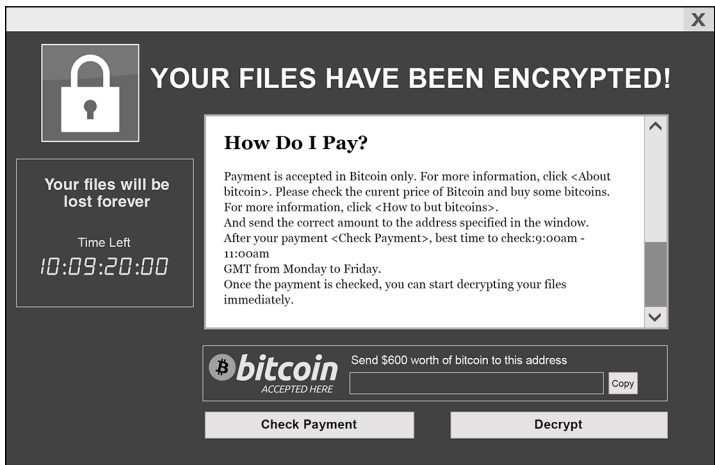 X
YOUR FILES HAVE BEEN ENCRYPTED!
Your files will be
lost forever
Time Left
10:09:20:00
How Do I Pay?
Payment is accepted in Bitcoin only. For more information, click <About
bitcoin>. Please check the curent price of Bitcoin and buy some bitcoins.
For more information, click <How to but bitcoins>.
And send the correct amount to the address specified in the window.
After your payment <Check Payment>, best time to check:9:00am -
11:00am
GMT from Monday to Friday.
Once the payment is checked, you can start decrypting your files
immediately.
bitcoin
ACCEPTED HERE
Send $600 worth of bitcoin to this address
Copy
Check Payment
Decrypt